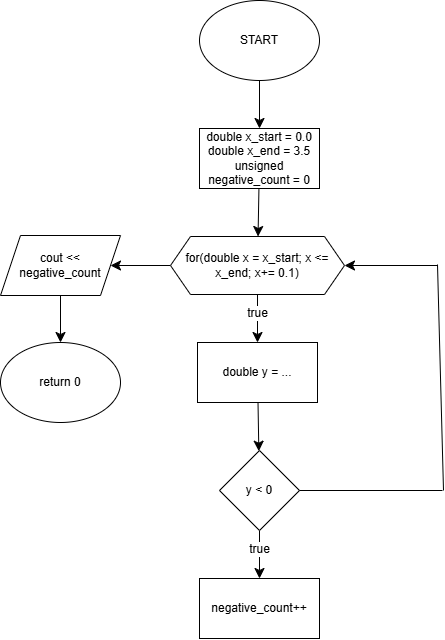 START
double x_start = 0.0
double x_end = 3.5
unsigned
negative_count = 0
for(double x = x_start; x <=
x_end; x+= 0.1)
cout <<
negative_count
true
return 0
double y = ...
y < 0
true
negative_count++